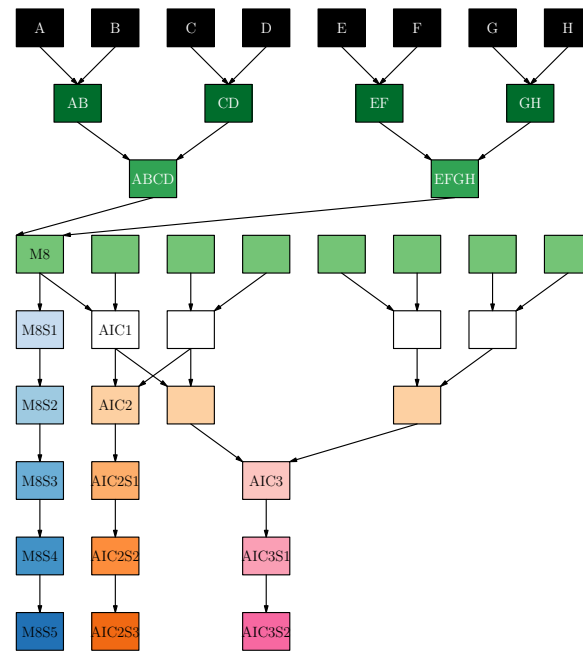 A B C D E F G H
AB CD EF GH
ABCD EFGH
M8
M8S1 AIC1
M8S2 AIC2
M8S3 AIC2S1 AIC3
M8S4 AIC2S2 AIC3S1
M8S5 AIC2S3 AIC3S2